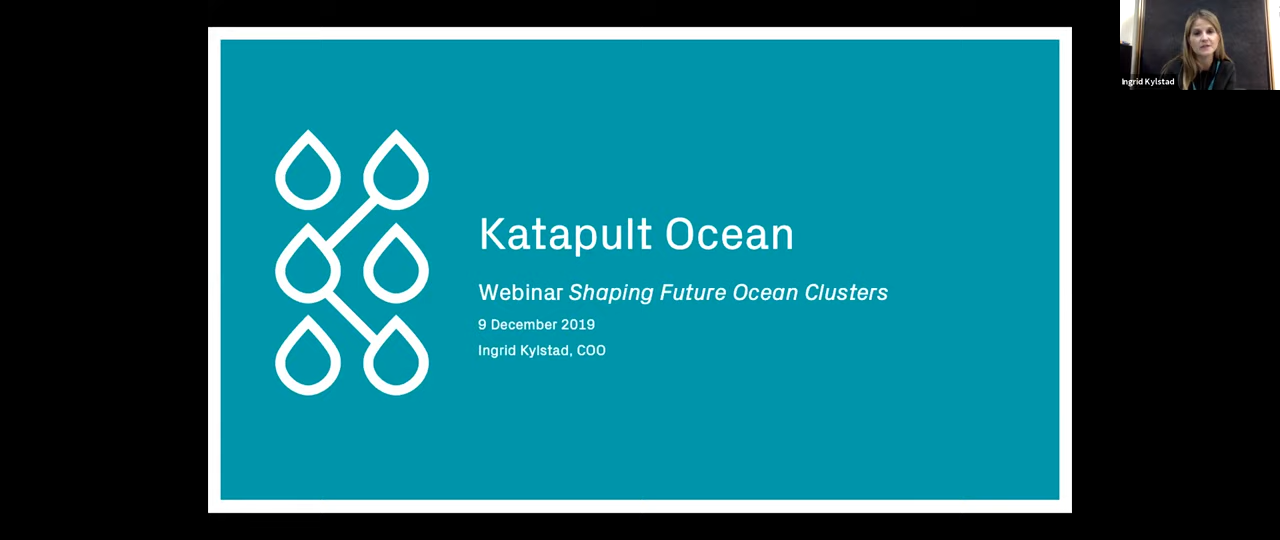 Ingrid Kylstad
Katapult Ocean
Webinar Shaping Future Ocean Clusters
9 December 2019
Ingrid Kylstad, COO